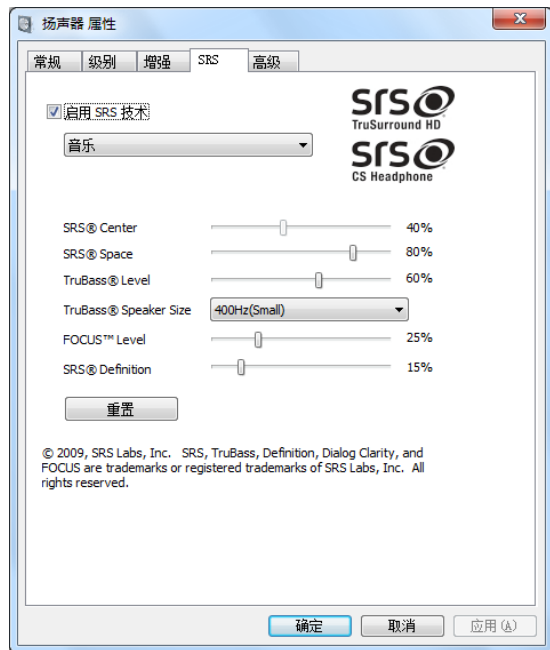 扬声器 属性
常规 级别 增强 SRS 高级
启用 SRS 技术
SRS
TruSurround HD
音乐
SRS
CS Headphone
SRS® Center 40%
SRS® Space 80%
TruBass® Level 60%
TruBass® Speaker Size 400Hz(Small)
FOCUS™ Level 25%
SRS® Definition 15%
重置
© 2009, SRS Labs, Inc. SRS, TruBass, Definition, Dialog Clarity, and
FOCUS are trademarks or registered trademarks of SRS Labs, Inc. All
rights reserved.
确定 取消 应用(A)